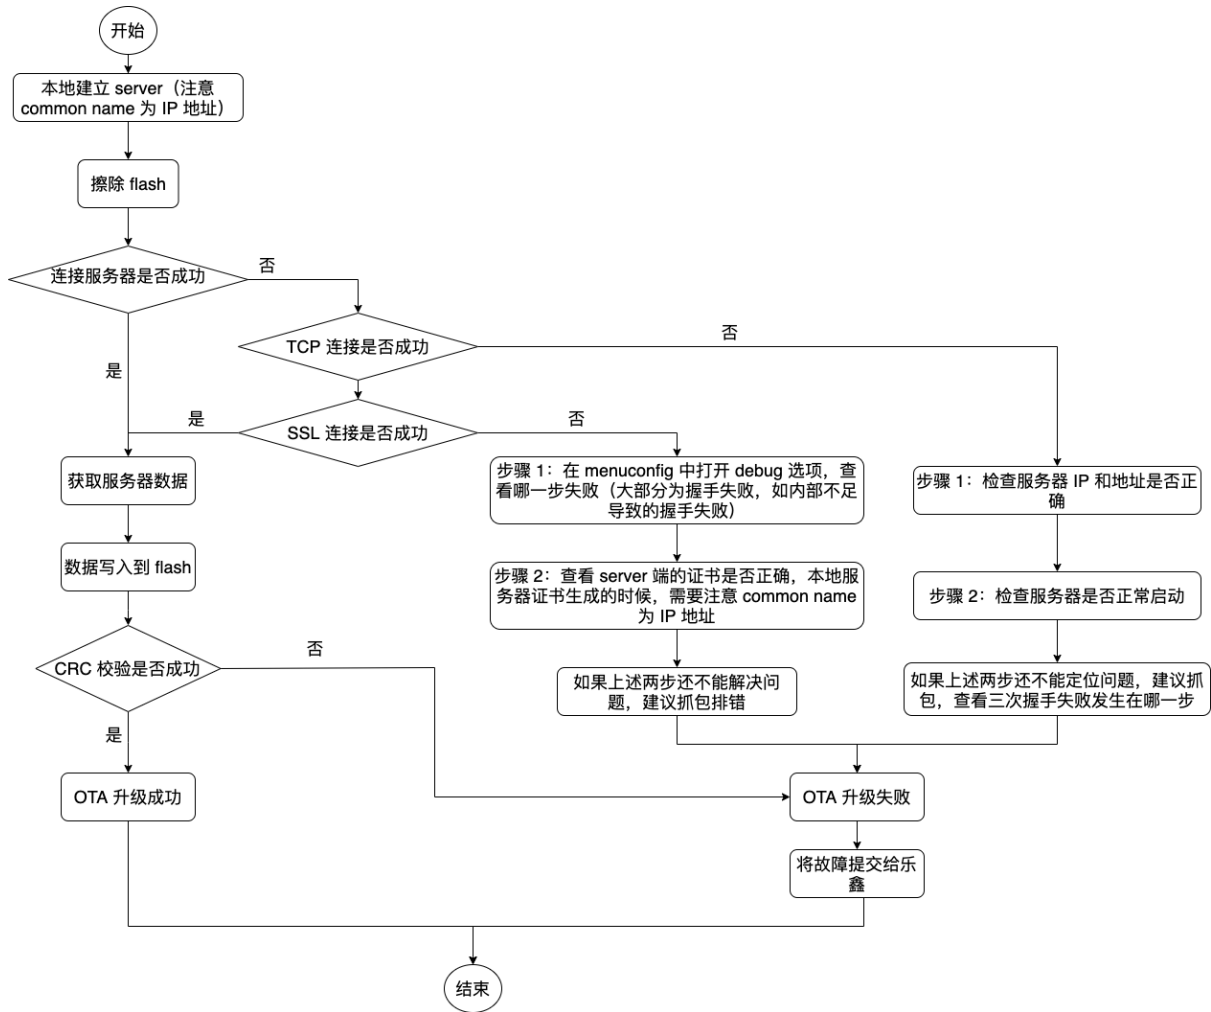 开始
本地建立 server（注意
common name 为 IP 地址）
擦除 flash
连接服务器是否成功
否
TCP 连接是否成功
否
是
是
SSL 连接是否成功
否
获取服务器数据
步骤 1：在 menuconfig 中打开 debug 选项，查
看哪一步失败（大部分为握手失败，如内部不足
导致的握手失败）
步骤 1：检查服务器 IP 和地址是否正
确
数据写入到 flash
步骤 2：查看 server 端的证书是否正确，本地服
务器证书生成的时候，需要注意 common name
为 IP 地址
步骤 2：检查服务器是否正常启动
CRC 校验是否成功
否
如果上述两步还不能解决问
题，建议抓包排错
如果上述两步还不能定位问题，建议抓
包，查看三次握手失败发生在哪一步
是
OTA 升级成功
OTA 升级失败
将故障提交给乐
鑫
结束